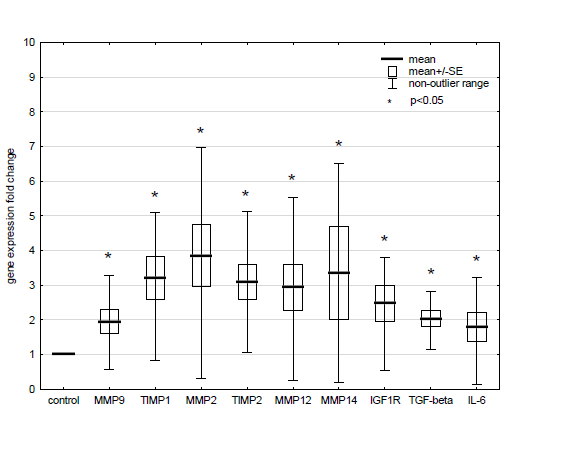 10
9
8
7
6
5
4
3
2
1
0
gene expression fold change
mean
mean+/-SE
non-outlier range
* p<0.05
* * * * * * * * *
control MMP9 TIMP1 MMP2 TIMP2 MMP12 MMP14 IGF1R TGF-beta IL-6